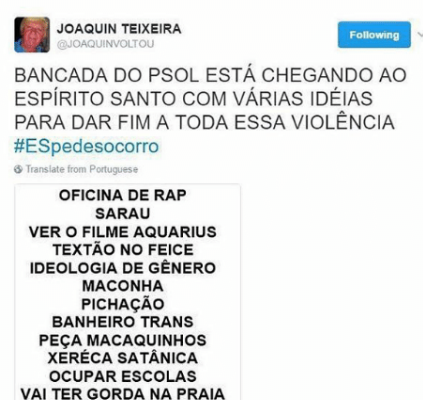 JOAQUIN TEIXEIRA
@JOAQUINVOLTOU
Following
BANCADA DO PSOL ESTÁ CHEGANDO AO
ESPÍRITO SANTO COM VÁRIAS IDÉIAS
PARA DAR FIM A TODA ESSA VIOLÊNCIA
#ESpedesocorro
Translate from Portuguese
OFICINA DE RAP
SARAU
VER O FILME AQUARIUS
TEXTÃO NO FEICE
IDEOLOGIA DE GÊNERO
MACONHA
PICHAÇÃO
BANHEIRO TRANS
PEÇA MACAQUINHOS
XERÉCA SATÂNICA
OCUPAR ESCOLAS
VAI TER GORDA NA PRAIA